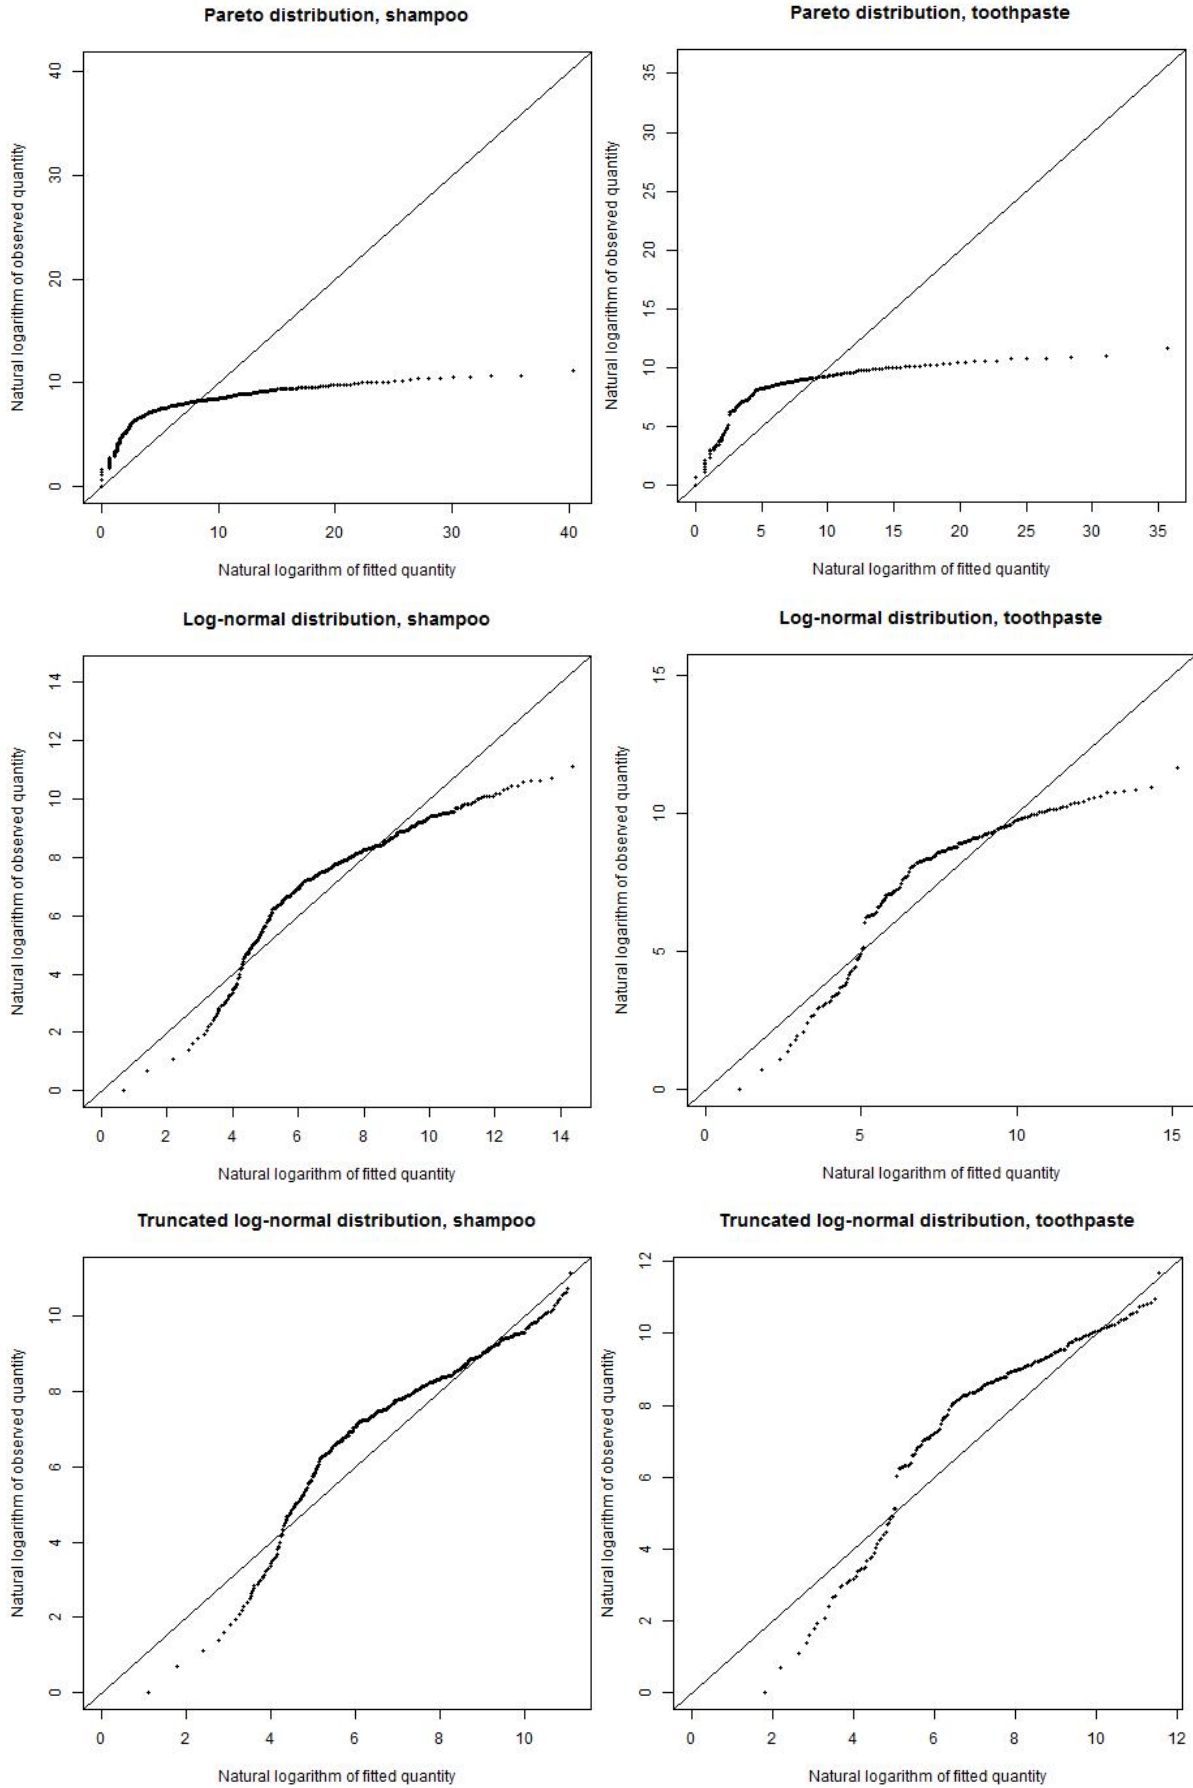 Pareto distribution, shampoo
Natural logarithm of observed quantity
40
30
20
10
0
0 10 20 30 40
Natural logarithm of fitted quantity
Pareto distribution, toothpaste
Natural logarithm of observed quantity
35
30
25
20
15
10
5
0
0 5 10 15 20 25 30 35
Natural logarithm of fitted quantity
Log-normal distribution, shampoo
Natural logarithm of observed quantity
14
12
10
8
6
4
2
0
0 2 4 6 8 10 12 14
Natural logarithm of fitted quantity
Log-normal distribution, toothpaste
Natural logarithm of observed quantity
15
10
5
0
0 5 10 15
Natural logarithm of fitted quantity
Truncated log-normal distribution, shampoo
Natural logarithm of observed quantity
10
8
6
4
2
0
0 2 4 6 8 10
Natural logarithm of fitted quantity
Truncated log-normal distribution, toothpaste
Natural logarithm of observed quantity
12
10
8
6
4
2
0
0 2 4 6 8 10 12
Natural logarithm of fitted quantity